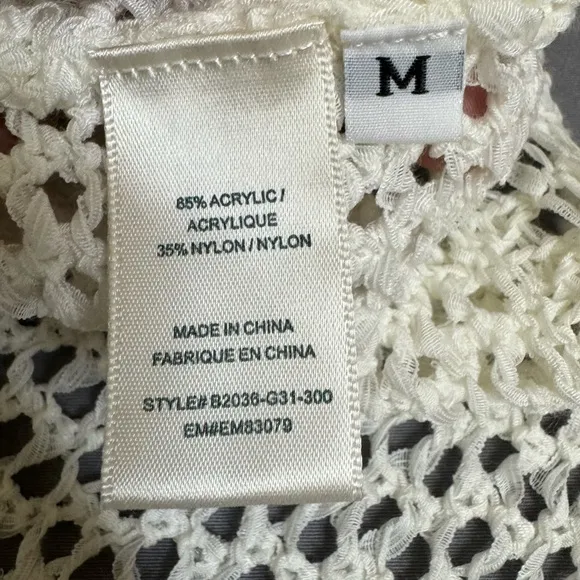 M
65% ACRYLIC /
ACRYLIQUE
35% NYLON / NYLON
MADE IN CHINA
FABRIQUE EN CHINA
STYLE# B2036-G31-300
EM#EM83079